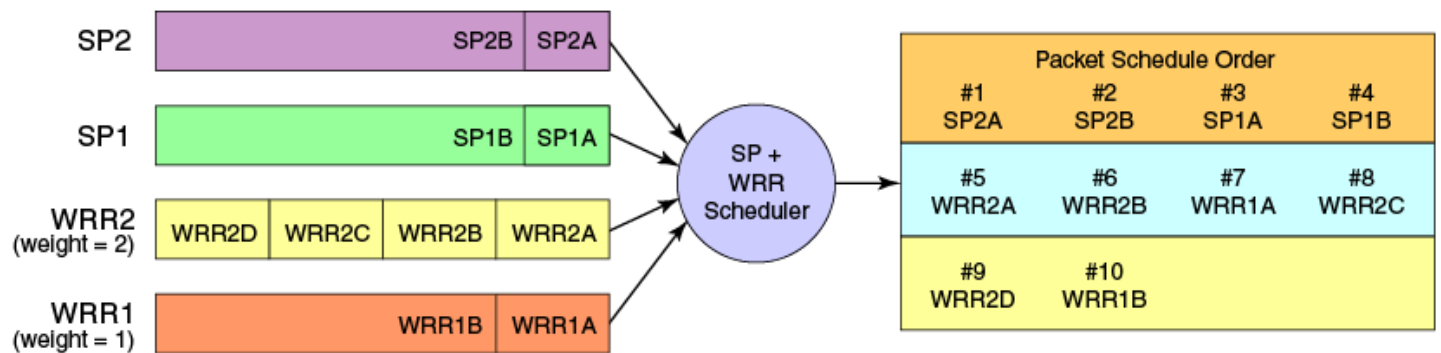 SP2
SP2B SP2A
SP1
SP1B SP1A
WRR2
(weight = 2)
WRR2D WRR2C WRR2B WRR2A
WRR1
(weight = 1)
WRR1B WRR1A
SP +
WRR
Scheduler
Packet Schedule Order
#1 #2 #3 #4
SP2A SP2B SP1A SP1B
#5 #6 #7 #8
WRR2A WRR2B WRR1A WRR2C
#9 #10
WRR2D WRR1B